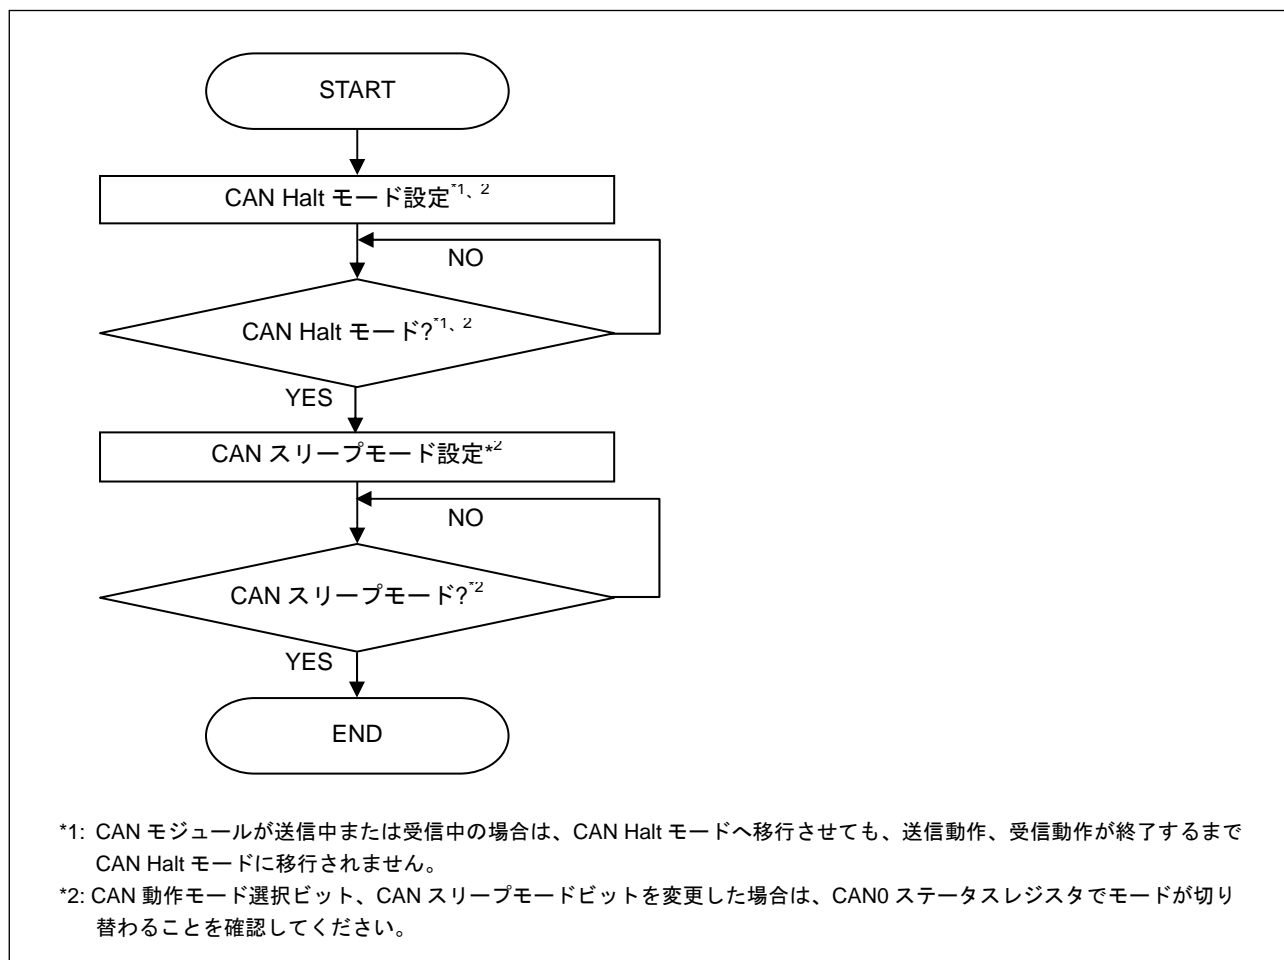 START
CAN Halt モード設定*1、2
NO
CAN Halt モード?*1、2
YES
CAN スリープモード設定*2
NO
CAN スリープモード?*2
YES
END
*1: CAN モジュールが送信中または受信中の場合は、CAN Halt モードへ移行させても、送信動作、受信動作が終了するまで
CAN Halt モードに移行されません。
*2: CAN 動作モード選択ビット、CAN スリープモードビットを変更した場合は、CAN0 ステータスレジスタでモードが切り
替わることを確認してください。